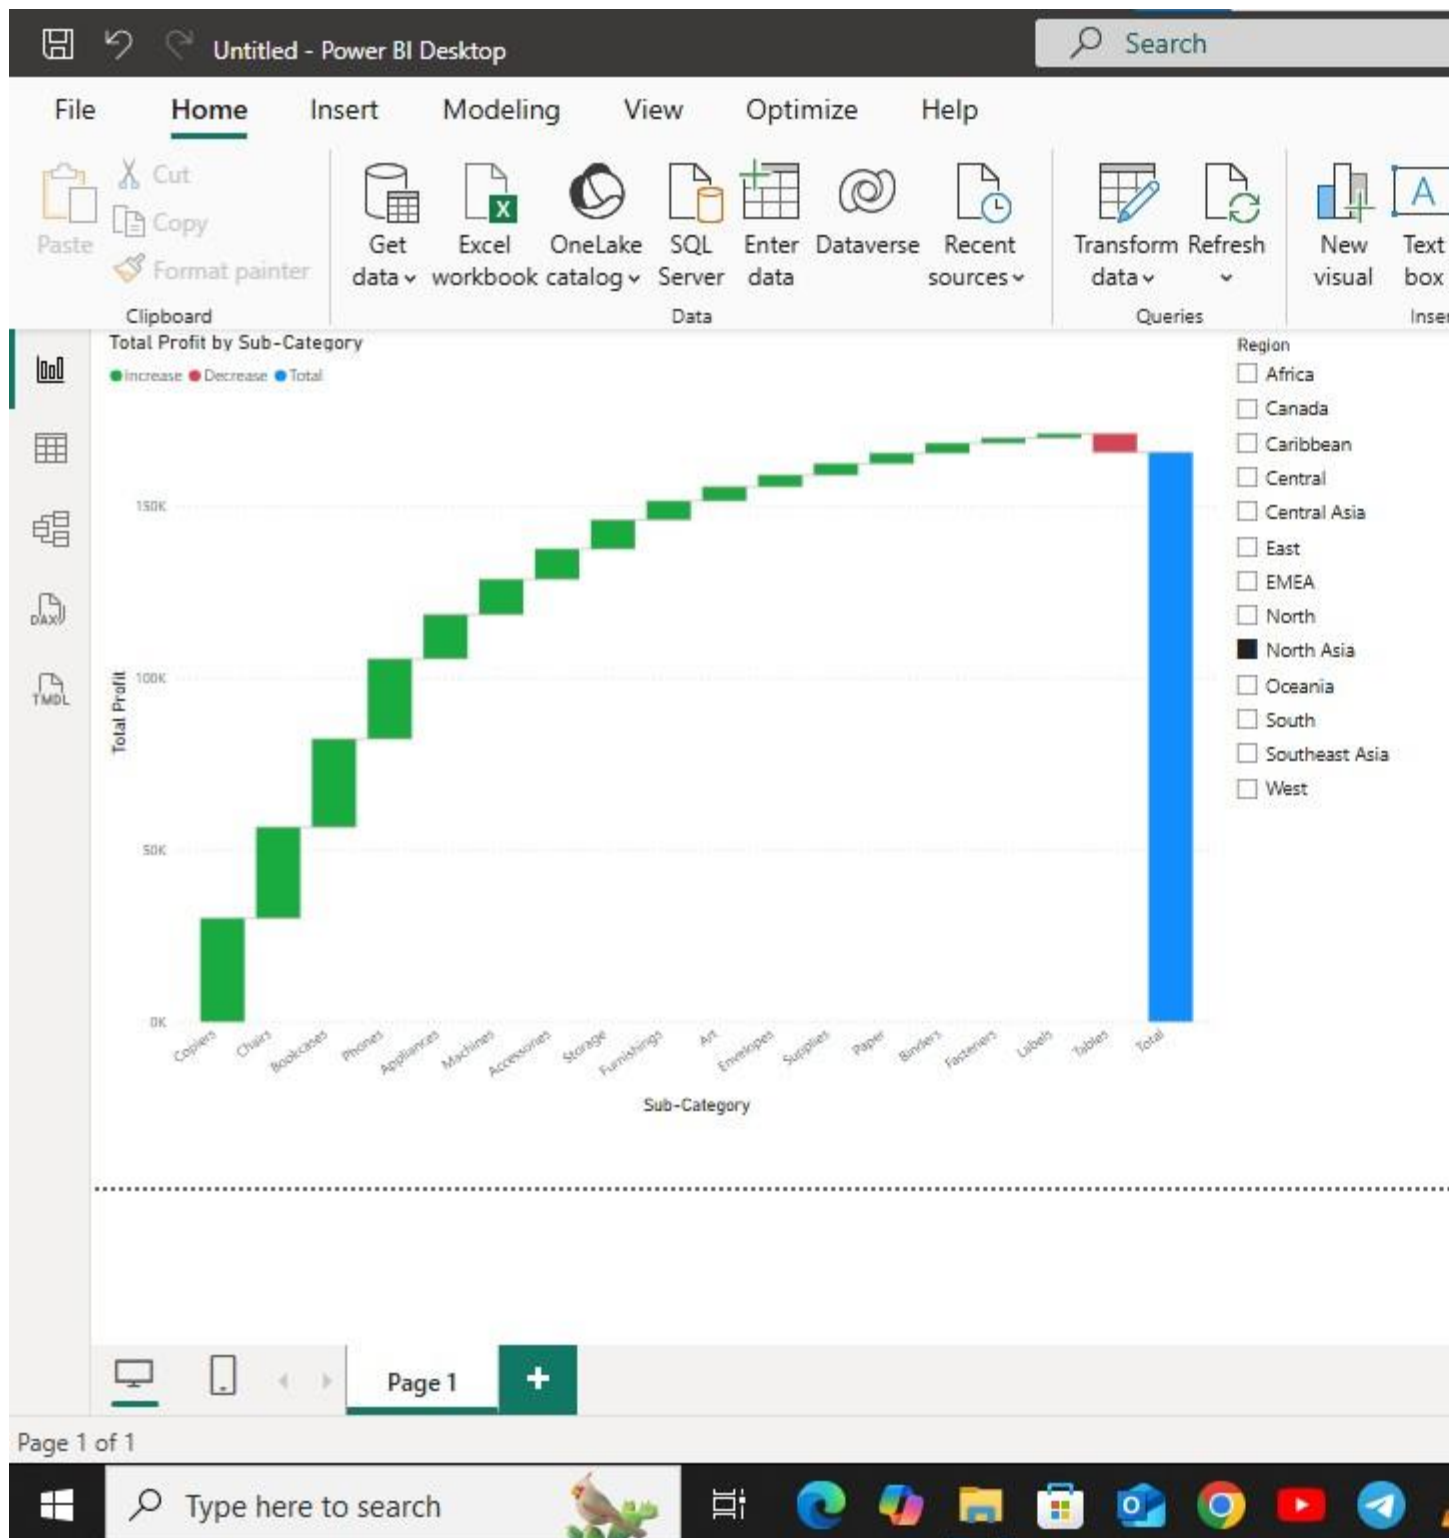 Untitled - Power BI Desktop
Search
File Home Insert Modeling View Optimize Help
Paste
Cut
Copy
Format painter
Clipboard
Get data
Excel workbook
OneLake catalog
SQL Server
Enter data
Dataverse
Recent sources
Data
Transform data
Refresh
Queries
New visual
Text box
Inser
DAX
TMDL
Total Profit by Sub-Category
Increase Decrease Total
150K
100K
50K
0K
Total Profit
Copiers
Chairs
Bookcases
Phones
Appliances
Machines
Accessories
Storage
Furnishings
Art
Envelopes
Supplies
Paper
Binders
Fasteners
Labels
Tables
Total
Sub-Category
Region
Africa
Canada
Caribbean
Central
Central Asia
East
EMEA
North
North Asia
Oceania
South
Southeast Asia
West
Page 1
Page 1 of 1
Type here to search